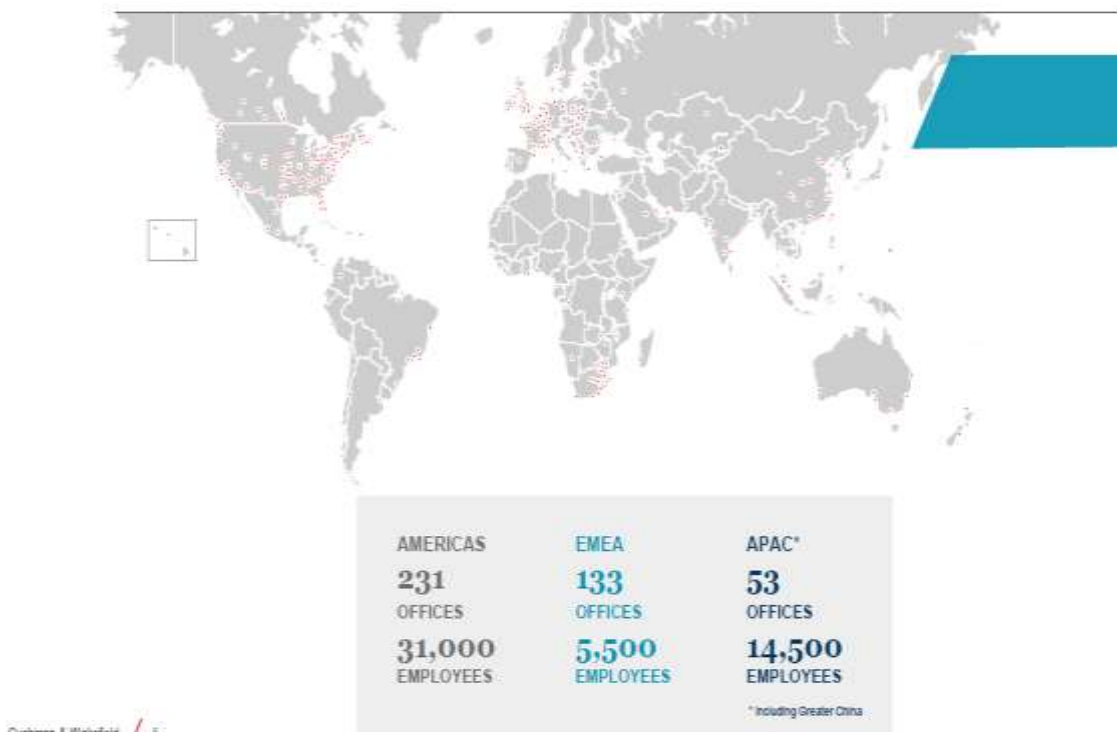 AMERICAS
231
OFFICES
31,000
EMPLOYEES
EMEA
133
OFFICES
5,500
EMPLOYEES
APAC*
53
OFFICES
14,500
EMPLOYEES
* Including Greater China